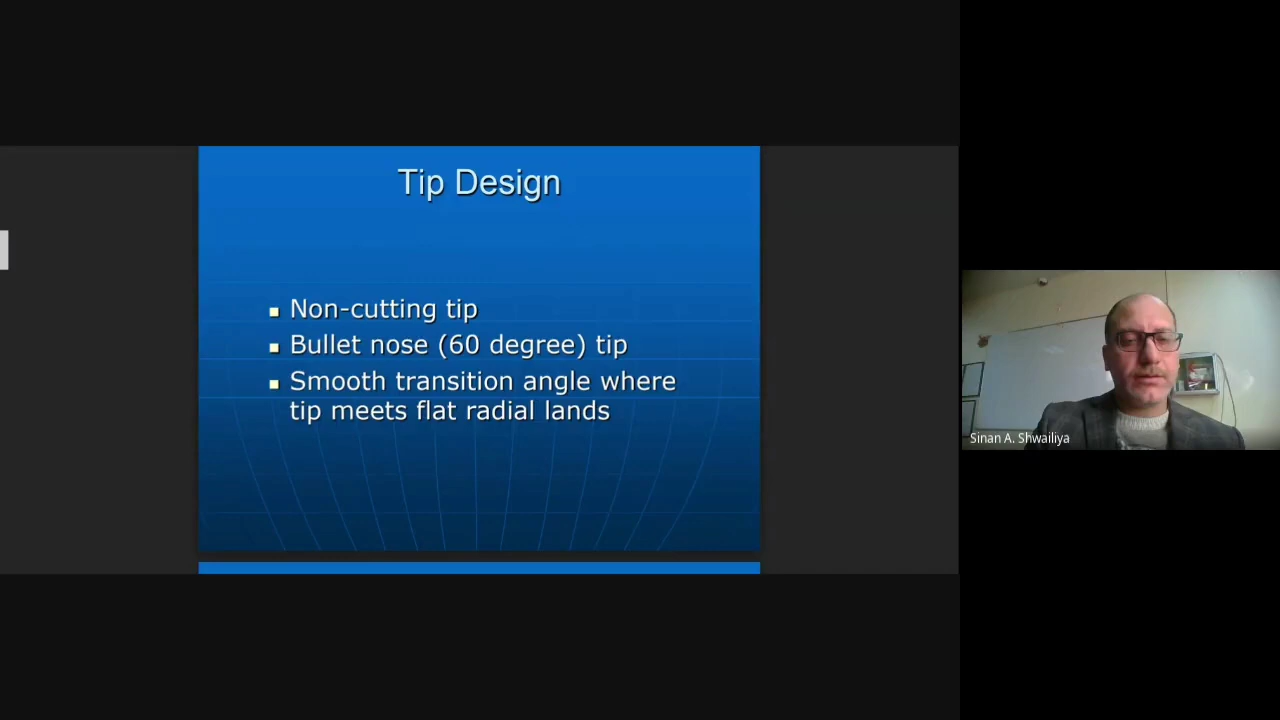 Tip Design
Non-cutting tip
Bullet nose (60 degree) tip
Smooth transition angle where
tip meets flat radial lands
Sinan A. Shwailiya